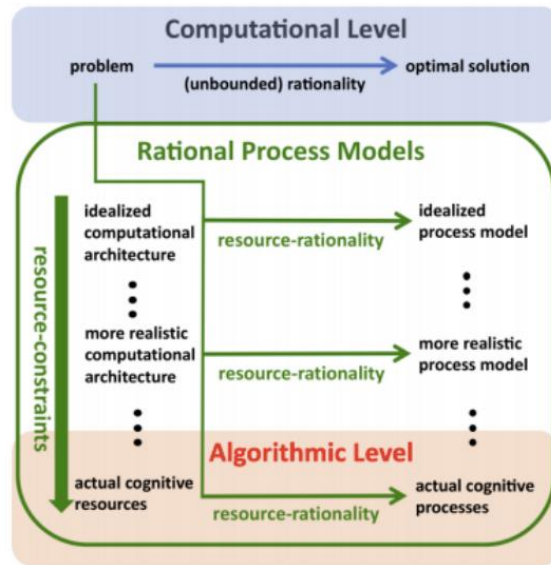 Computational Level
problem
optimal solution
(unbounded) rationality
Rational Process Models
resource-constraints
idealized
computational
architecture
resource-rationality
idealized
process model
more realistic
computational
architecture
resource-rationality
more realistic
process model
Algorithmic Level
actual cognitive
resources
resource-rationality
actual cognitive
processes